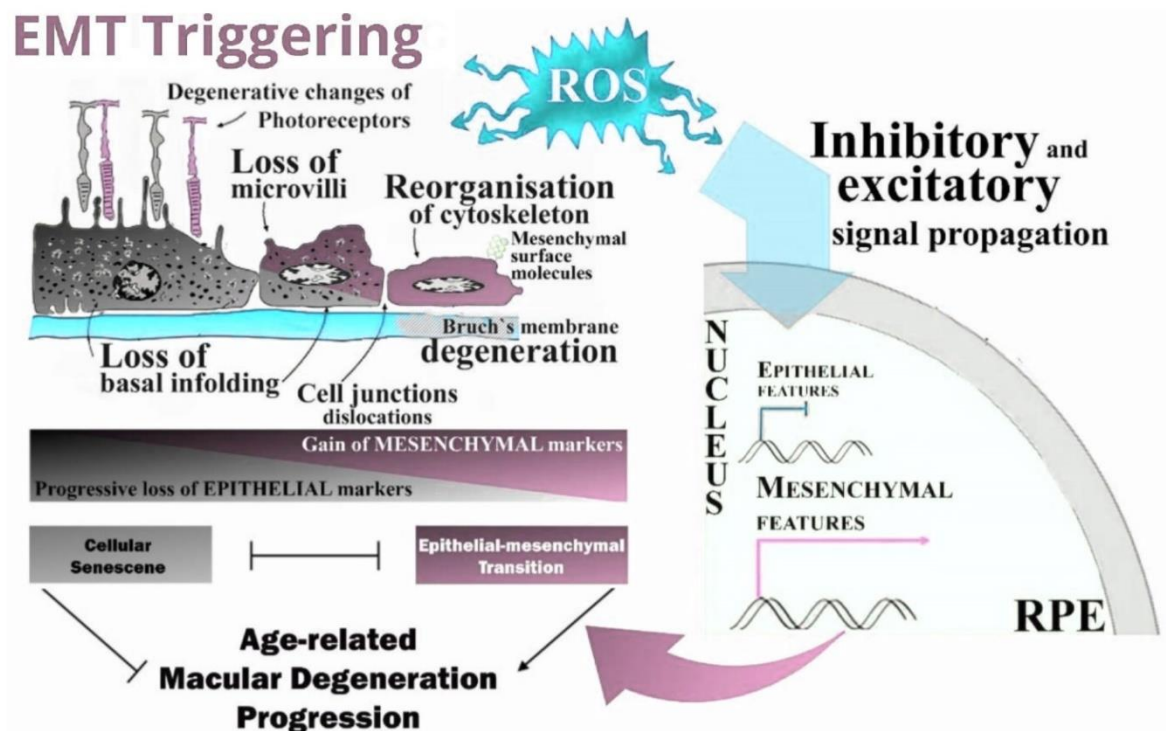 EMT Triggering
Degenerative changes of
Photoreceptors
Loss of
microvilli
Reorganisation
of cytoskeleton
Mesenchymal
surface
molecules
Bruch`s membrane
degeneration
Loss of
basal infolding
Cell junctions
dislocations
Gain of MESENCHYMAL markers
Progressive loss of EPITHELIAL markers
Cellular
Senescene
Epithelial-mesenchymal
Transition
Age-related
Macular Degeneration
Progression
ROS
Inhibitory and
excitatory
signal propagation
NUCLEUS
EPITHELIAL
FEATURES
MESENCHYMAL
FEATURES
RPE